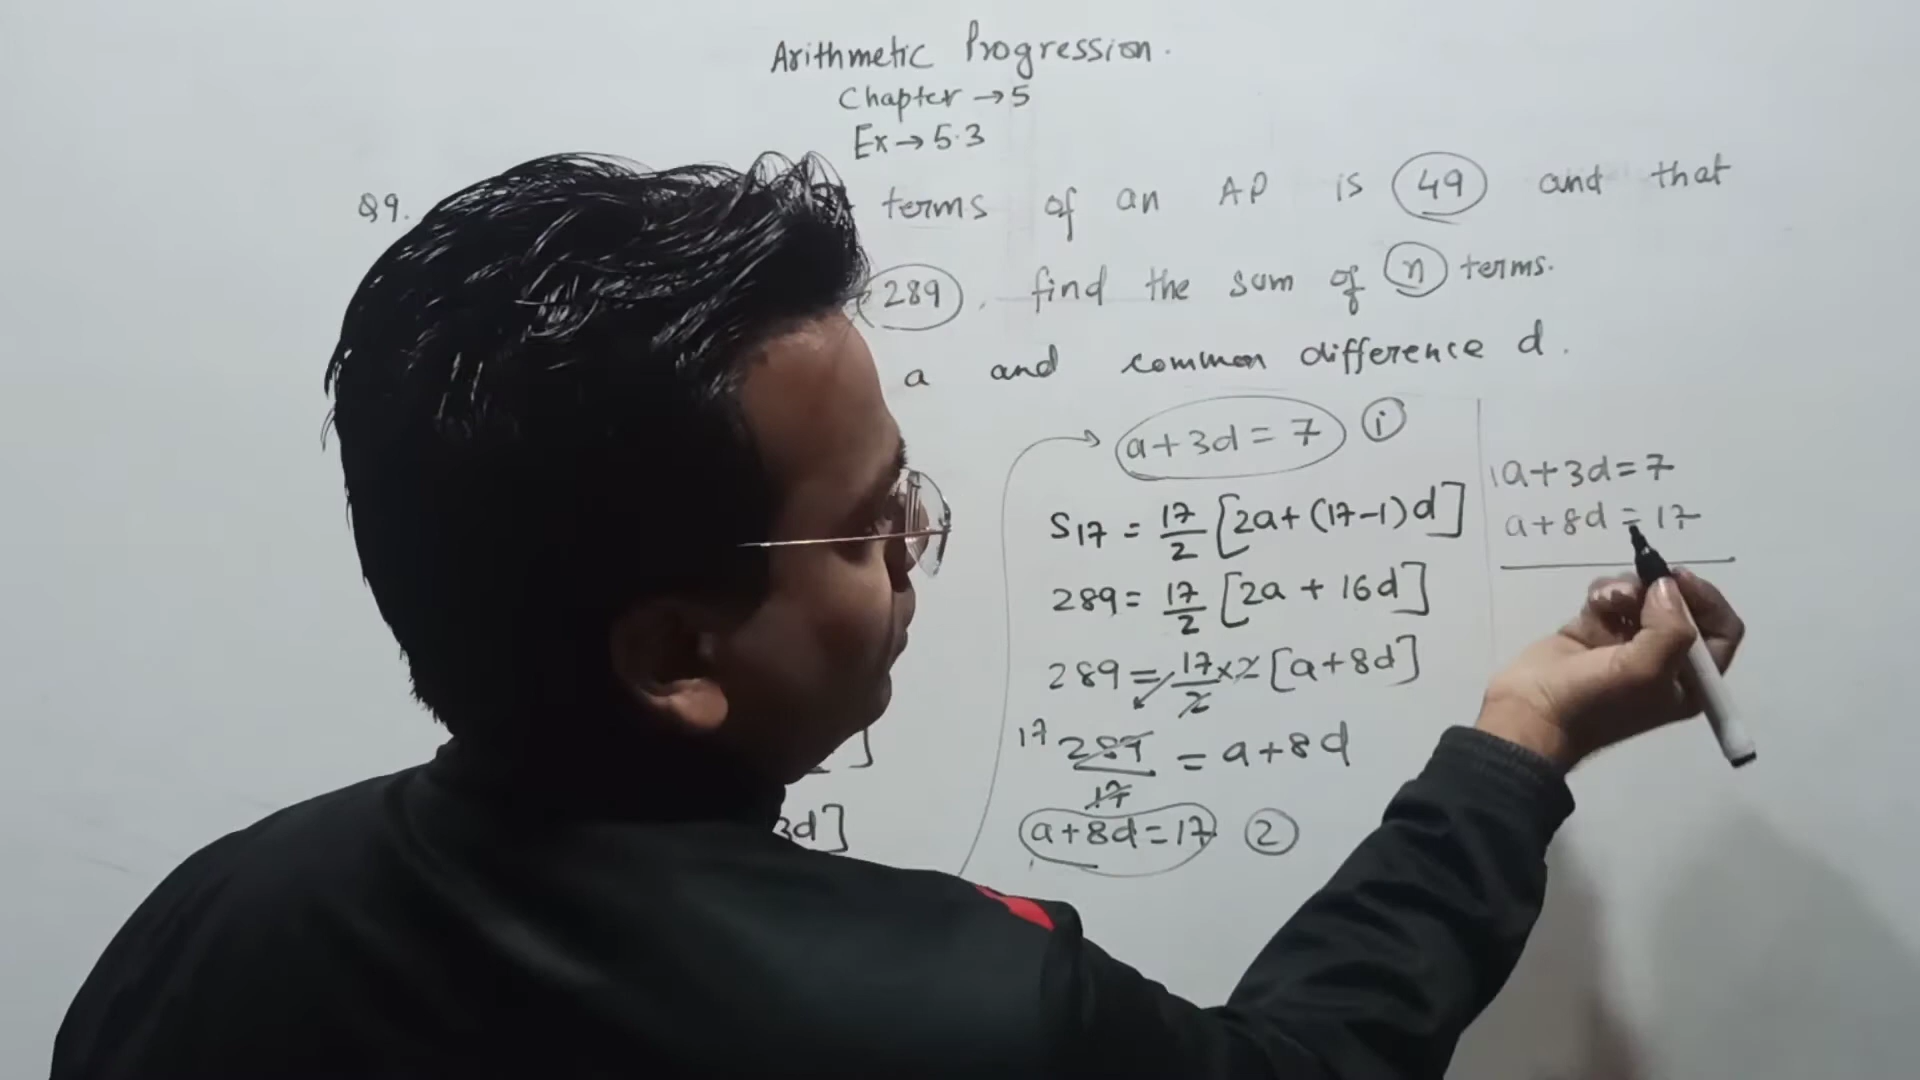 Arithmetic Progression.
Chapter → 5
Ex → 5.3
Q9. terms of an AP is 49 and that
289, find the sum of n terms.
a and common difference d.
a+3d = 7 (i)
S17 = 17/2 [2a+(17-1)d]
289 = 17/2 [2a + 16d]
289 = 17/2 × 2 [a+8d]
17 289/17 = a+8d
a+8d=17 (2)
3d]
a+3d=7
a+8d=17